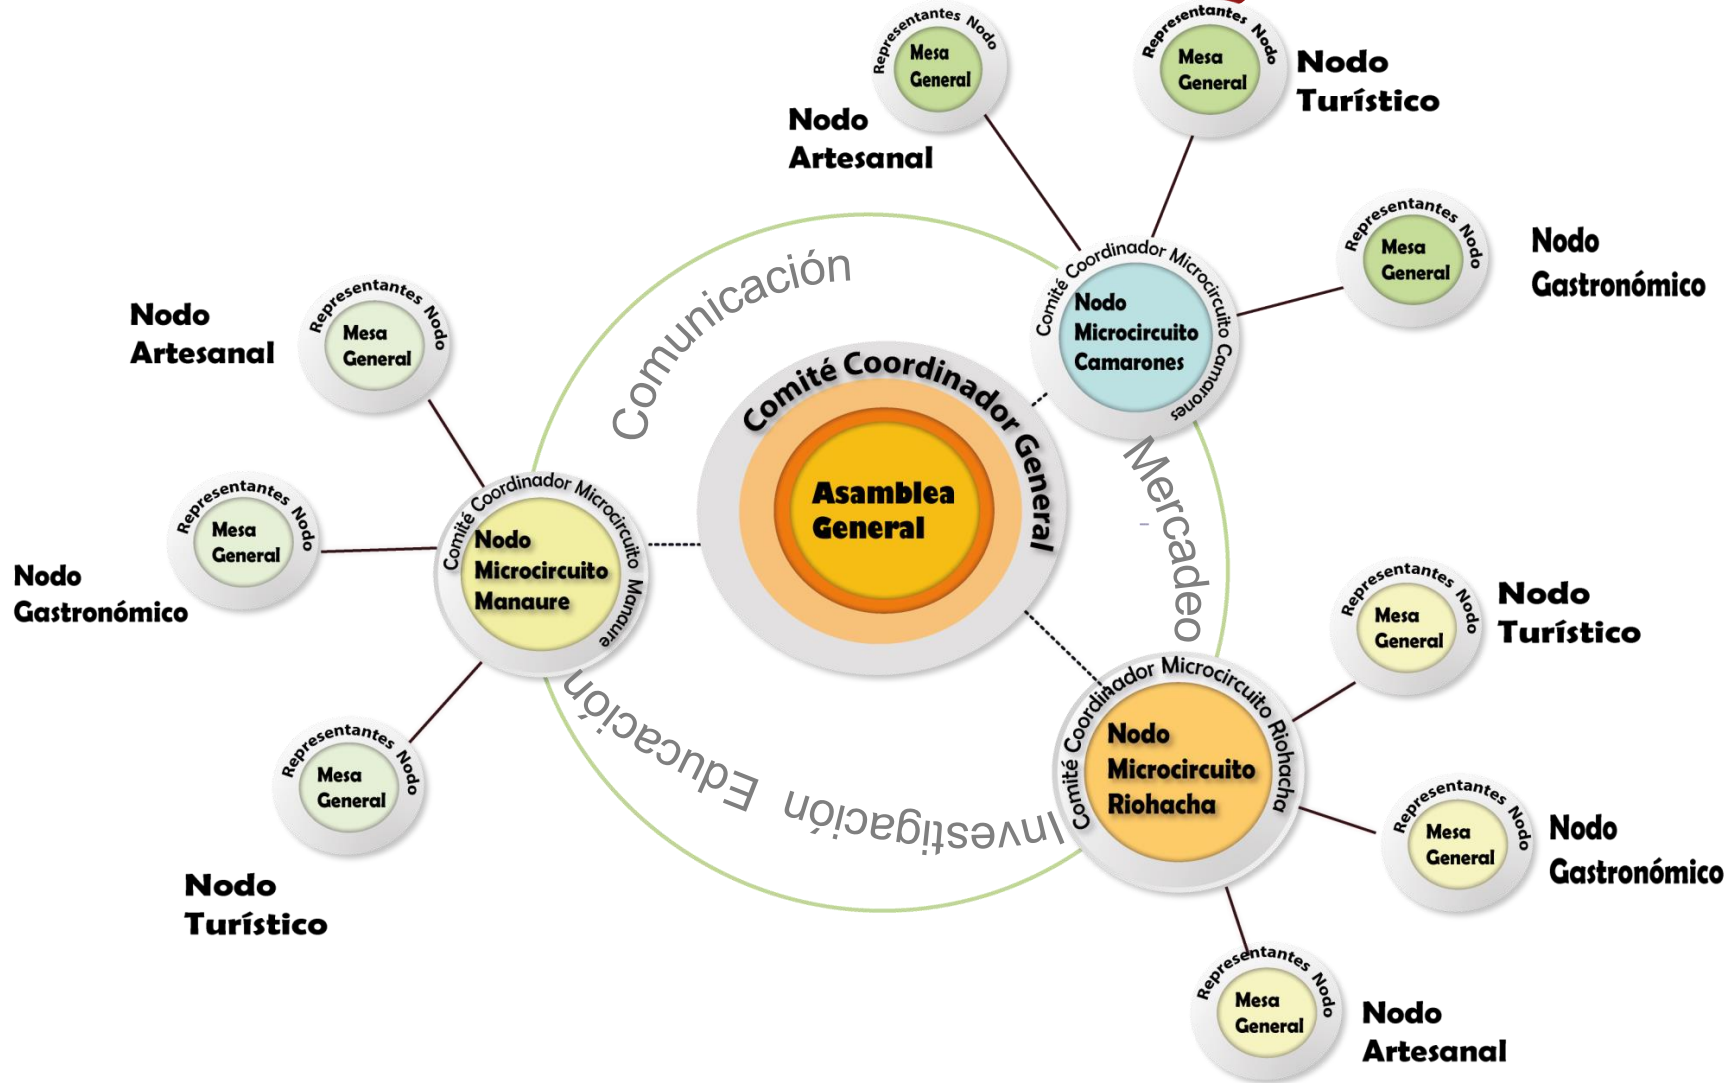 Representantes Nodo
Mesa
General
Nodo
Artesanal
Representantes Nodo
Mesa
General
Nodo
Turístico
Representantes Nodo
Mesa
General
Nodo
Gastronómico
Comité Coordinador Microcircuito Camarones
Nodo
Microcircuito
Camarones
Comunicación
Mercadeo
Investigación Educación
Comité Coordinador General
Asamblea
General
Nodo
Artesanal
Representantes Nodo
Mesa
General
Representantes Nodo
Mesa
General
Nodo
Gastronómico
Comité Coordinador Microcircuito Manaure
Nodo
Microcircuito
Manaure
Representantes Nodo
Mesa
General
Nodo
Turístico
Comité Coordinador Microcircuito Riohacha
Nodo
Microcircuito
Riohacha
Representantes Nodo
Mesa
General
Nodo
Turístico
Representantes Nodo
Mesa
General
Nodo
Gastronómico
Representantes Nodo
Mesa
General
Nodo
Artesanal